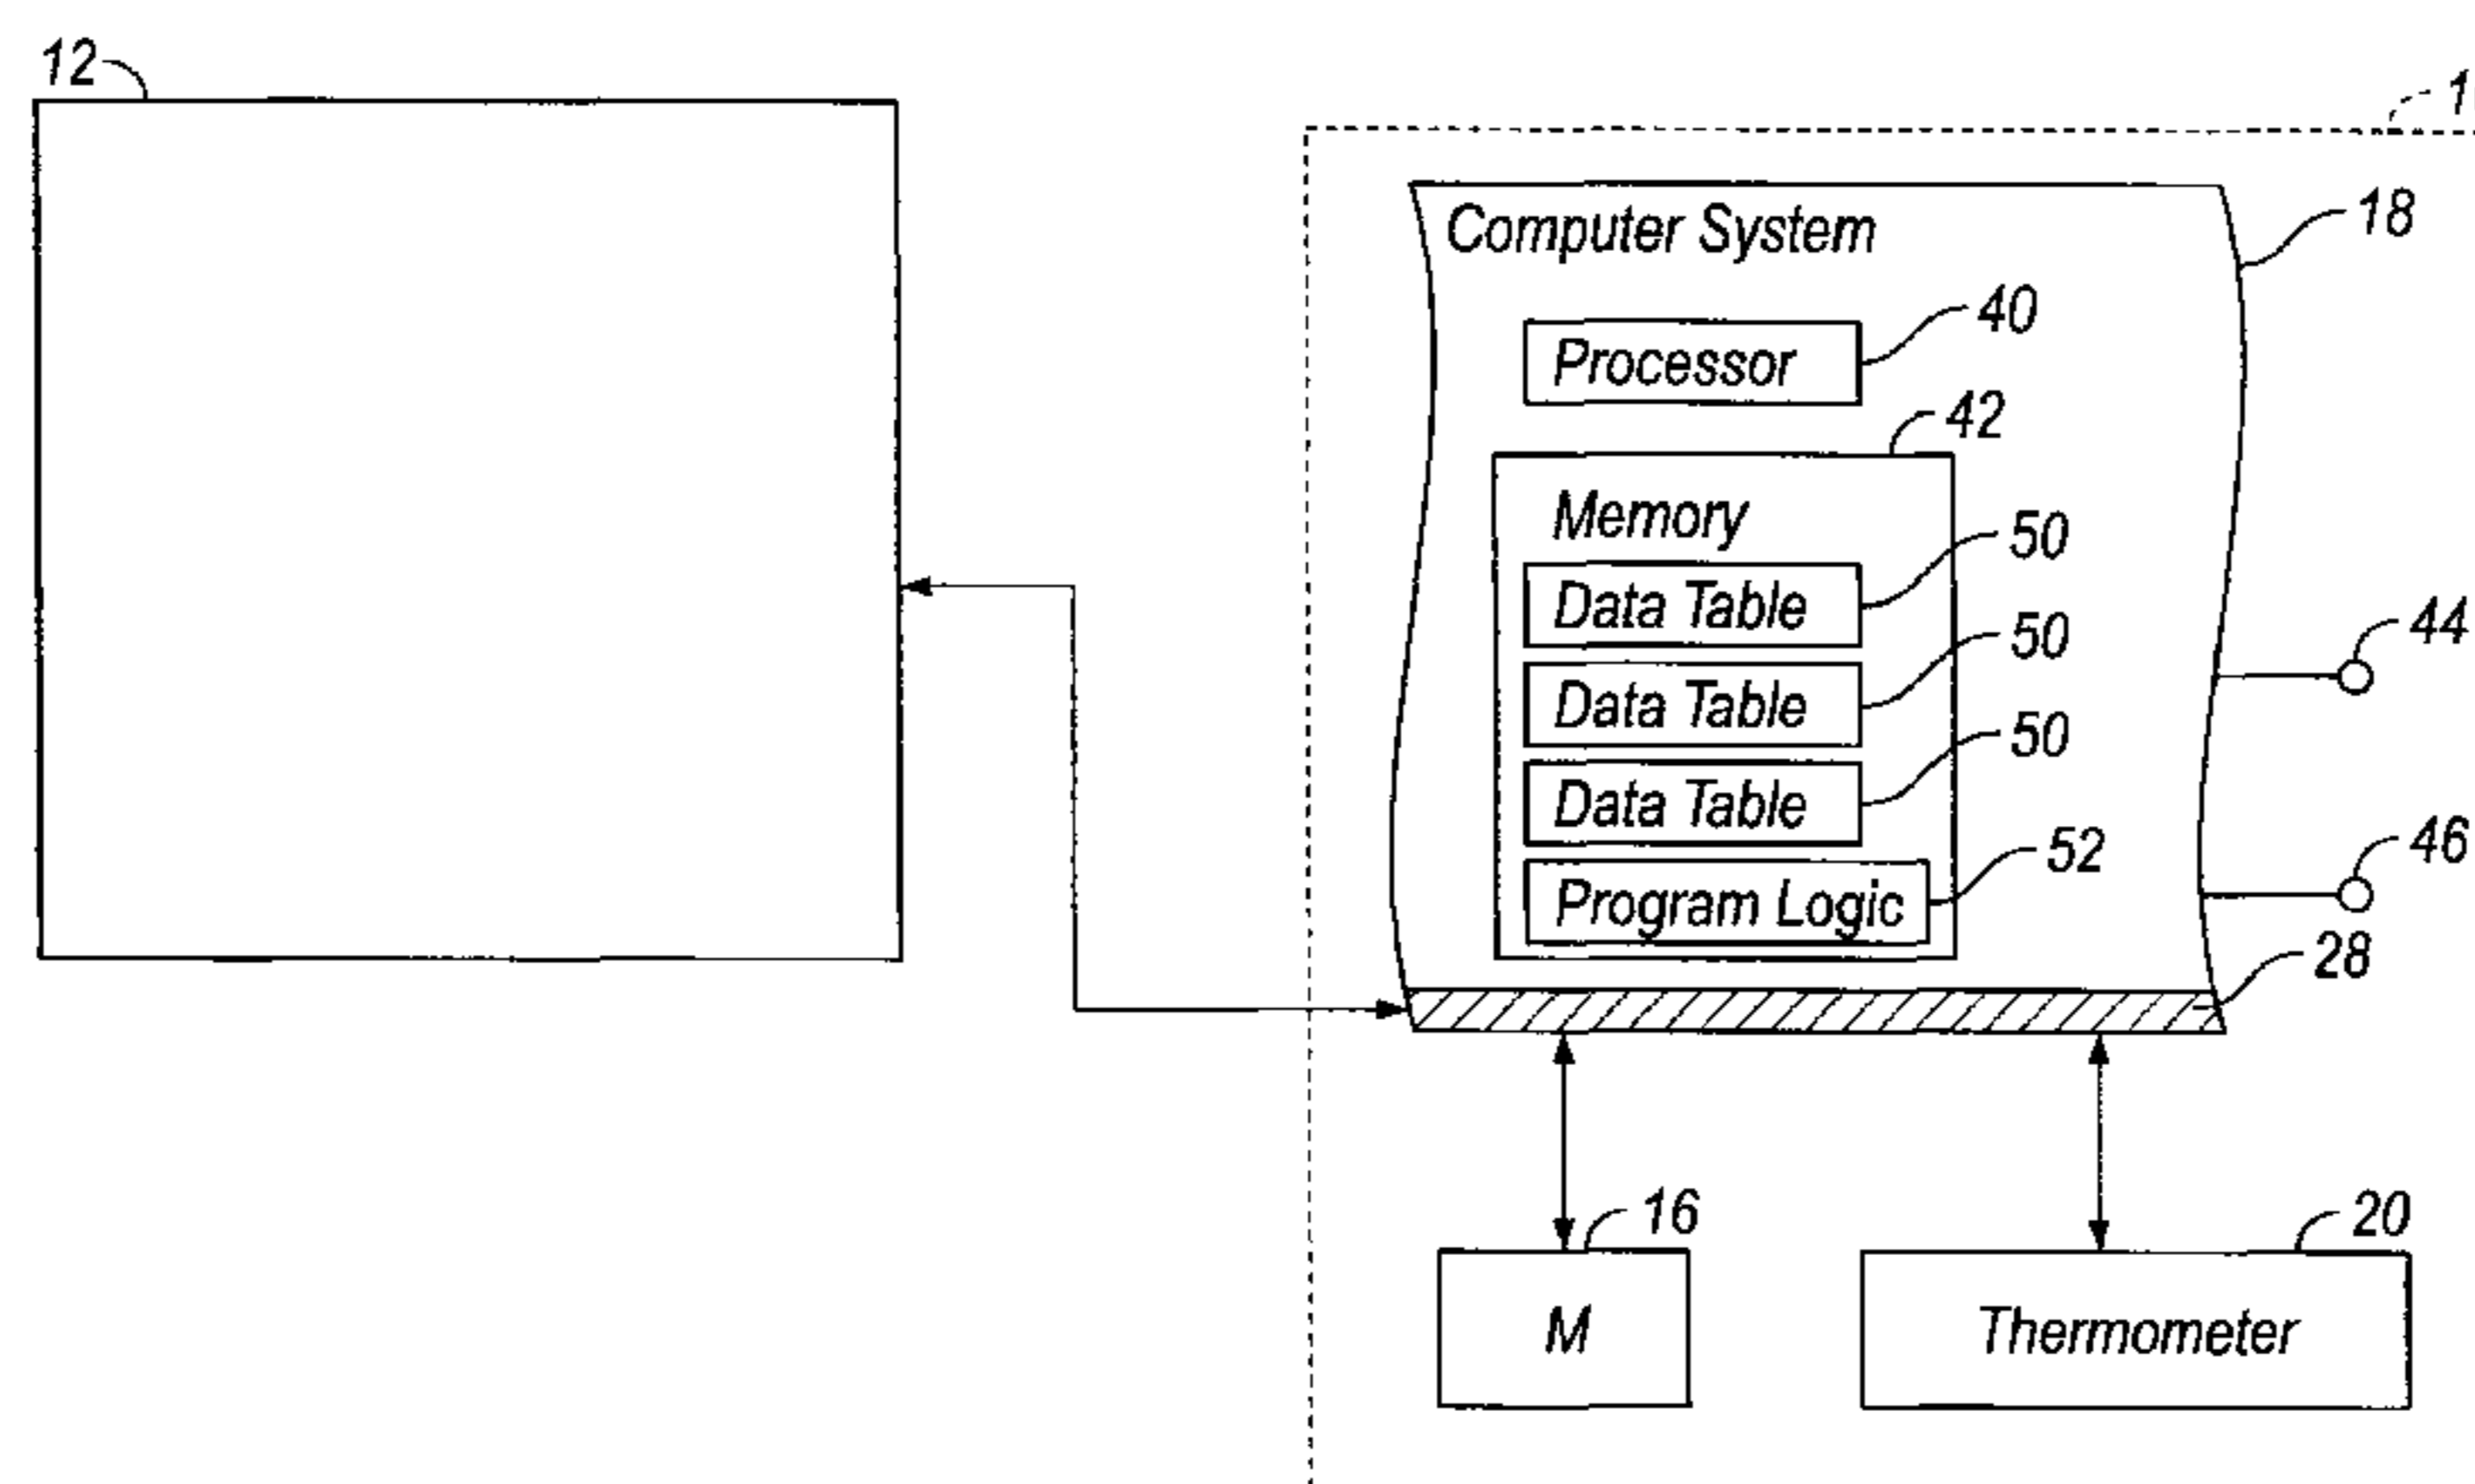 12
Computer System
18
40
Processor
42
Memory
50
Data Table
50
Data Table
50
Data Table
44
52
Program Logic
46
28
16
M
20
Thermometer